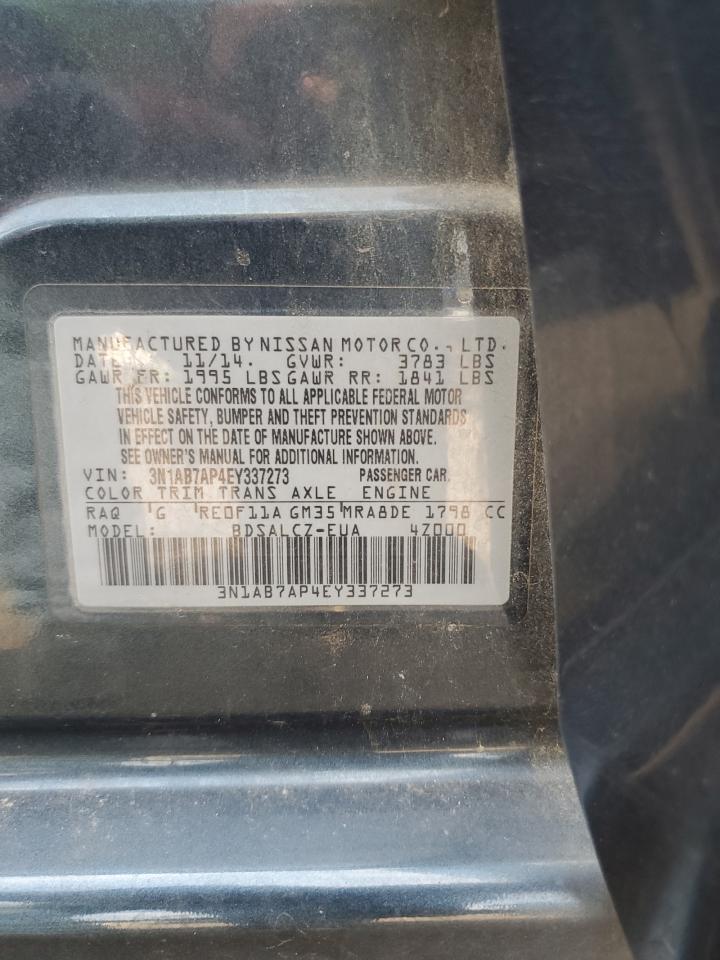 MANUFACTURED BY NISSAN MOTOR CO., LTD.
DATE: 11/14. GVWR: 3783 LBS
GAWR FR: 1995 LBS GAWR RR: 1841 LBS
THIS VEHICLE CONFORMS TO ALL APPLICABLE FEDERAL MOTOR
VEHICLE SAFETY, BUMPER AND THEFT PREVENTION STANDARDS
IN EFFECT ON THE DATE OF MANUFACTURE SHOWN ABOVE.
SEE OWNER'S MANUAL FOR ADDITIONAL INFORMATION.
VIN: 3N1AB7AP4EY337273 PASSENGER CAR.
COLOR TRIM TRANS AXLE ENGINE
RAQ G RE0F11A GM35 MRA8DE 1798 CC
MODEL: BDSALCZ-EUA 4Z000
3N1AB7AP4EY337273